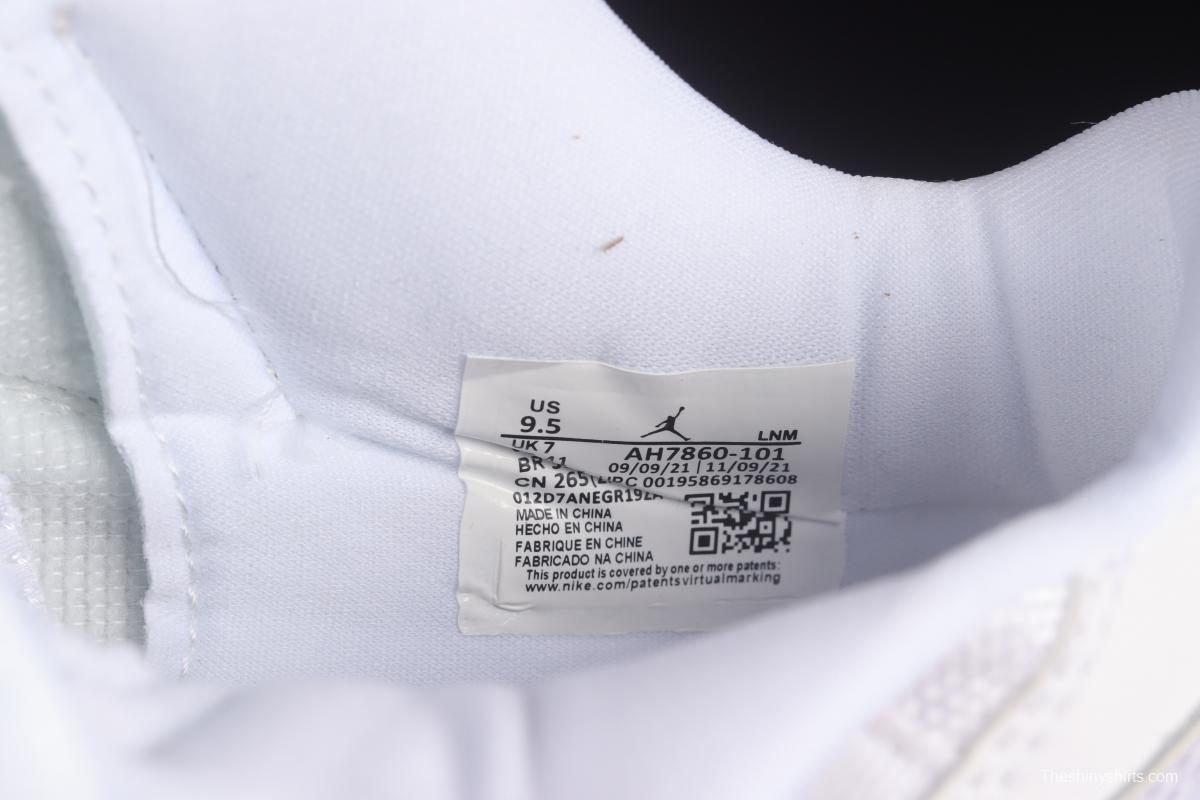 US
9.5
LNM
UK 7
AH7860-101
BR
09/09/21 | 11/09/21
CN 265
00195869178608
MADE IN CHINA
HECHO EN CHINA
FABRIQUE EN CHINE
FABRICADO NA CHINA
This product is covered by one or more patents:
www.nike.com/patentsvirtualmarking
Theshinyshirts.com